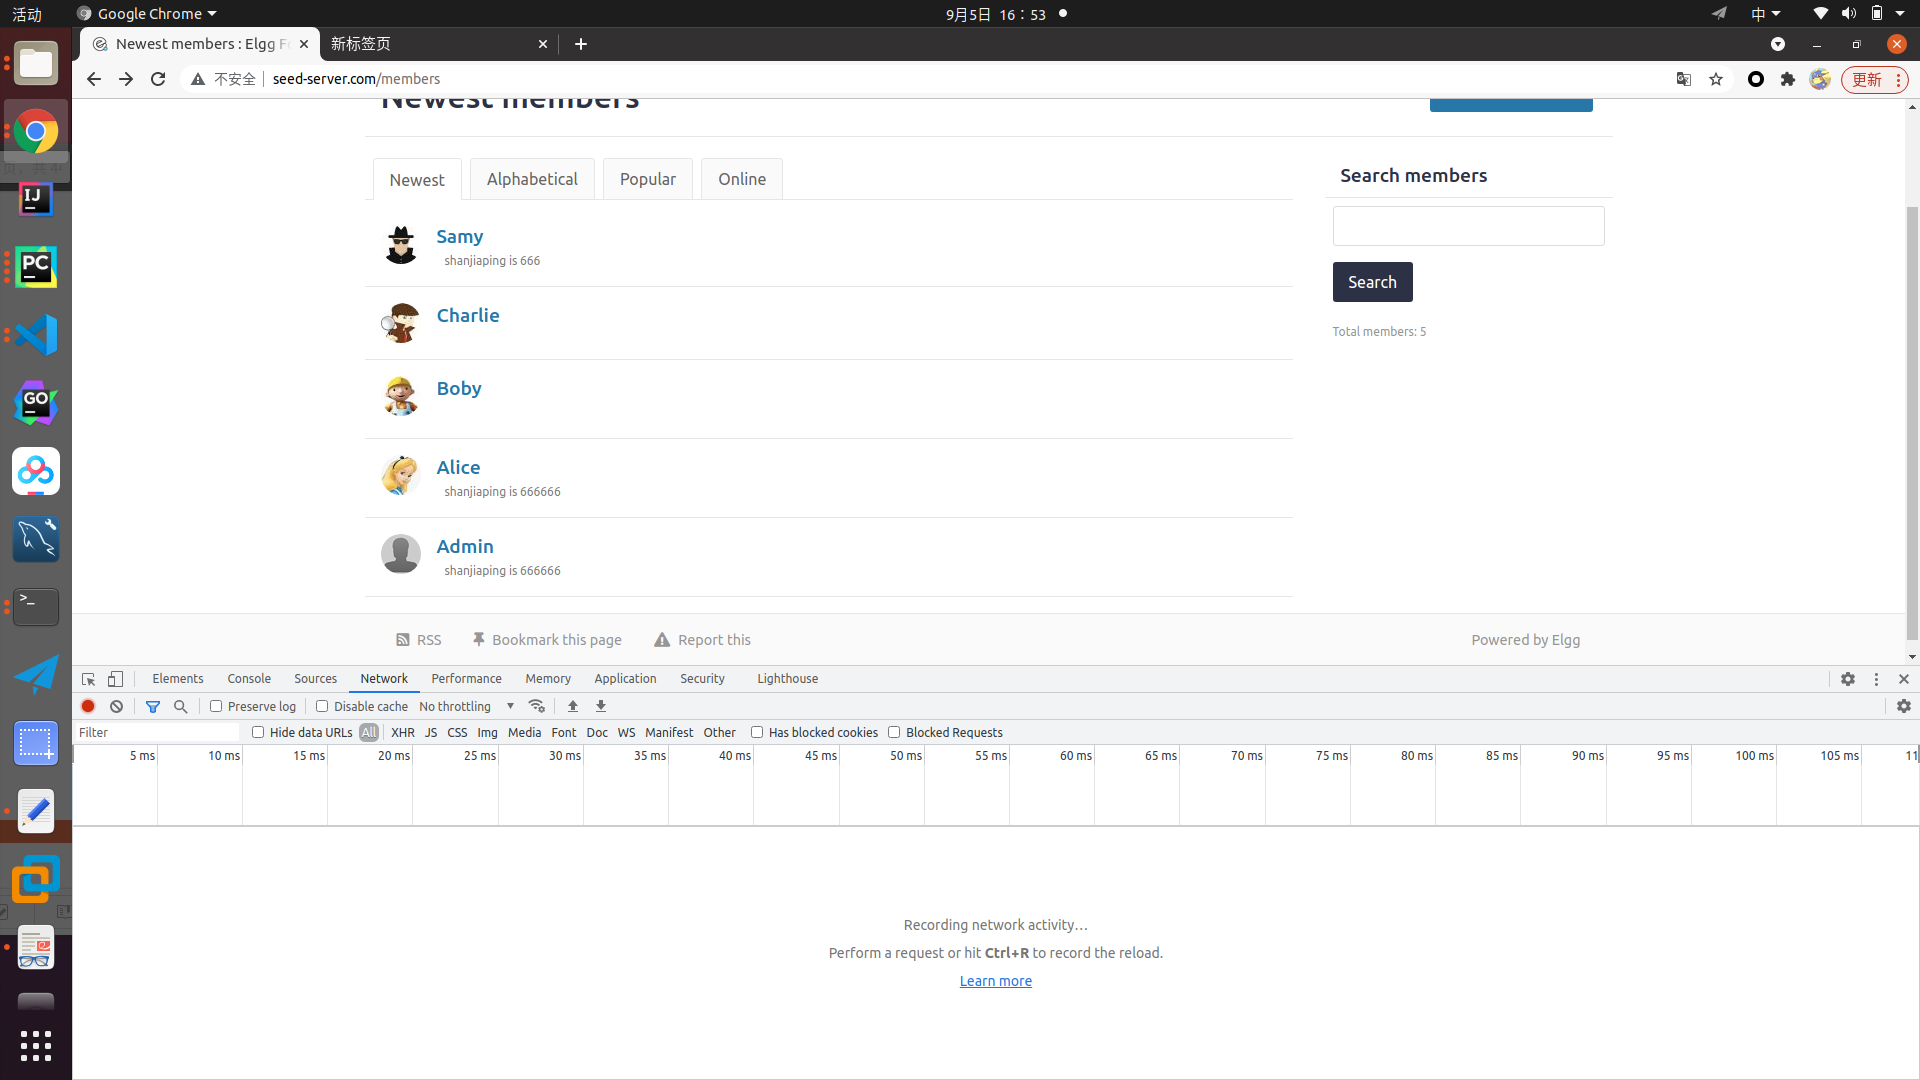 活动
Google Chrome
9月5日 16：53
中
Newest members : Elgg Fo
新标签页
不安全
seed-server.com/members
更新
Newest members
Newest
Alphabetical
Popular
Online
Search members
Samy
shanjiaping is 666
Charlie
Search
Total members: 5
Boby
Alice
shanjiaping is 666666
Admin
shanjiaping is 666666
RSS
Bookmark this page
Report this
Powered by Elgg
Elements
Console
Sources
Network
Performance
Memory
Application
Security
Lighthouse
Preserve log
Disable cache
No throttling
Filter
Hide data URLs
All
XHR
JS
CSS
Img
Media
Font
Doc
WS
Manifest
Other
Has blocked cookies
Blocked Requests
5 ms
10 ms
15 ms
20 ms
25 ms
30 ms
35 ms
40 ms
45 ms
50 ms
55 ms
60 ms
65 ms
70 ms
75 ms
80 ms
85 ms
90 ms
95 ms
100 ms
105 ms
11
Recording network activity…
Perform a request or hit Ctrl+R to record the reload.
Learn more
IJ
PC
GO
>_